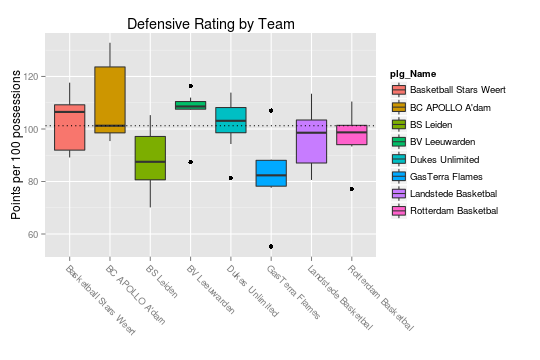 Defensive Rating by Team
Points per 100 possessions
120
100
80
60
Basketball Stars Weert
BC APOLLO A'dam
BS Leiden
BV Leeuwarden
Dukes Unlimited
GasTerra Flames
Landstede Basketbal
Rotterdam Basketbal
plg_Name
Basketball Stars Weert
BC APOLLO A'dam
BS Leiden
BV Leeuwarden
Dukes Unlimited
GasTerra Flames
Landstede Basketbal
Rotterdam Basketbal